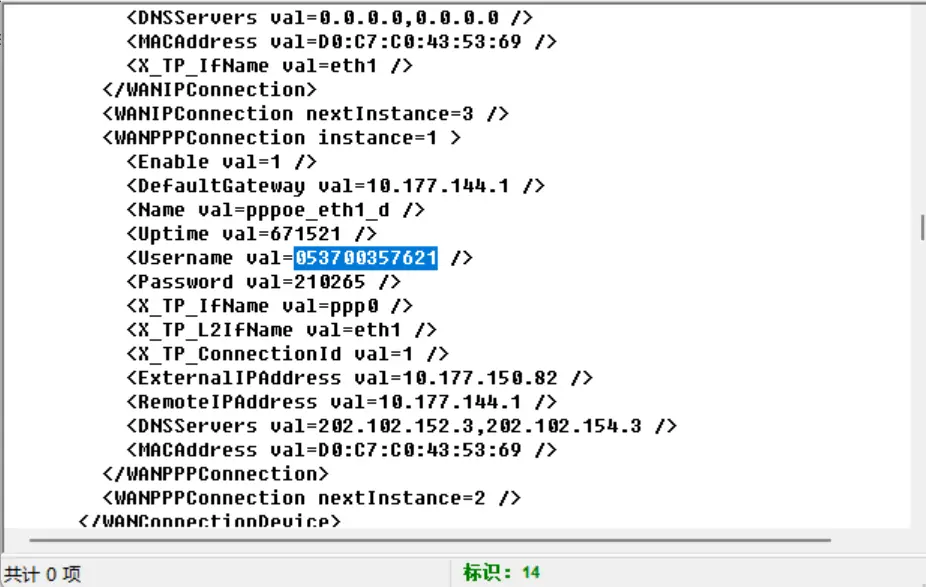 <DNSServers val=0.0.0.0,0.0.0.0 />
<MACAddress val=D0:C7:C0:43:53:69 />
<X_TP_IfName val=eth1 />
</WANIPConnection>
<WANIPConnection nextInstance=3 />
<WANPPPConnection instance=1 >
<Enable val=1 />
<DefaultGateway val=10.177.144.1 />
<Name val=pppoe_eth1_d />
<Uptime val=671521 />
<Username val=053700357621 />
<Password val=210265 />
<X_TP_IfName val=ppp0 />
<X_TP_L2IfName val=eth1 />
<X_TP_ConnectionId val=1 />
<ExternalIPAddress val=10.177.150.82 />
<RemoteIPAddress val=10.177.144.1 />
<DNSServers val=202.102.152.3,202.102.154.3 />
<MACAddress val=D0:C7:C0:43:53:69 />
</WANPPPConnection>
<WANPPPConnection nextInstance=2 />
</WANConnectionDevice>
共计 0 项
标识: 14